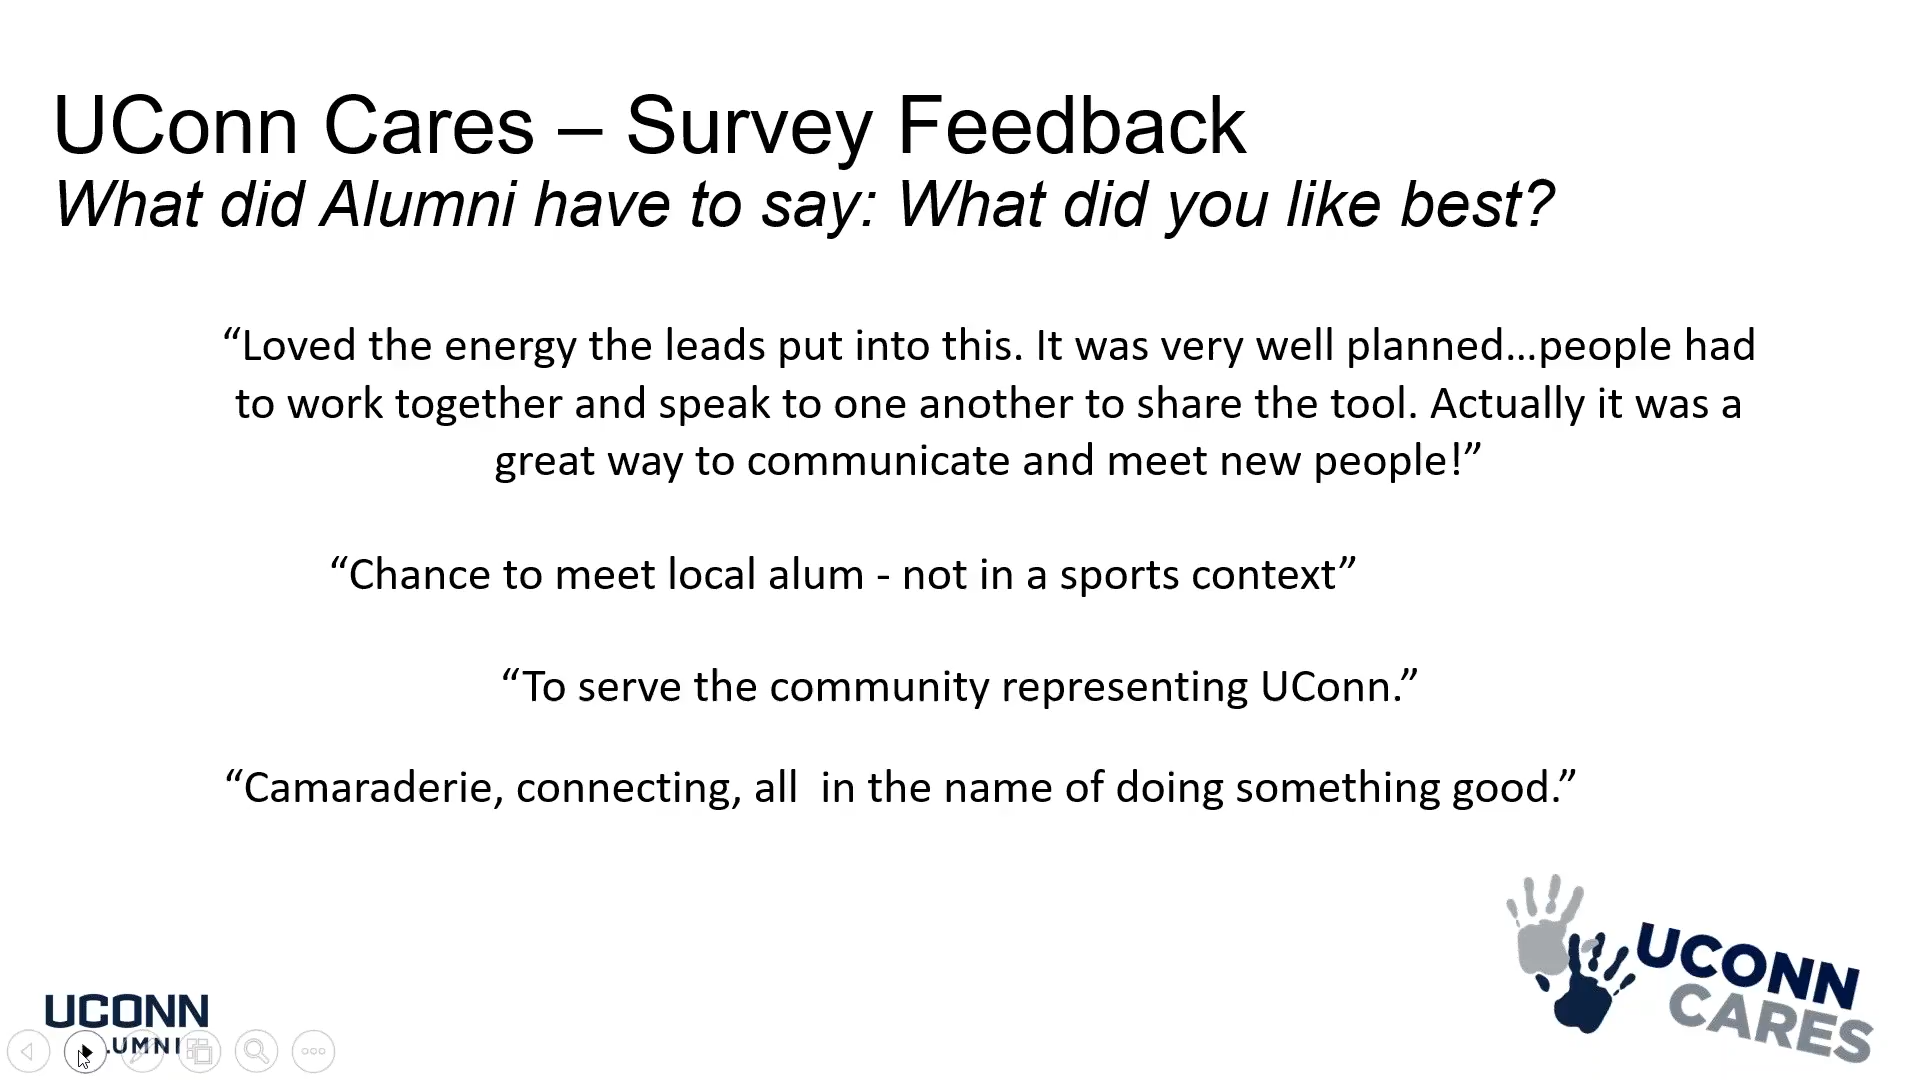 UConn Cares – Survey Feedback
What did Alumni have to say: What did you like best?
“Loved the energy the leads put into this. It was very well planned…people had
to work together and speak to one another to share the tool. Actually it was a
great way to communicate and meet new people!”
“Chance to meet local alum - not in a sports context”
“To serve the community representing UConn.”
“Camaraderie, connecting, all  in the name of doing something good.”
UCONN
CARES
UCONN
.UMNI